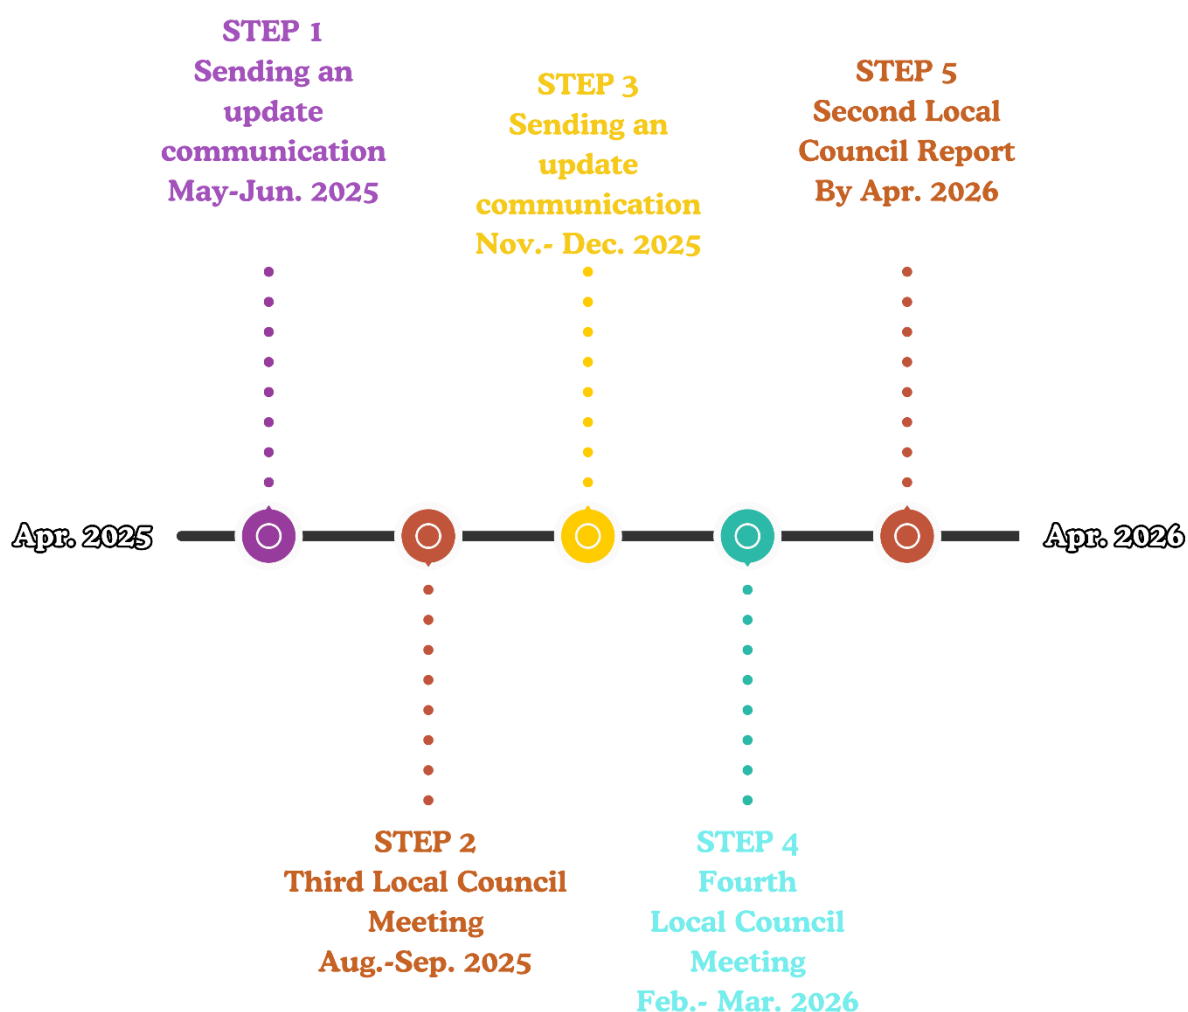 STEP 1
Sending an
update
communication
May-Jun. 2025
STEP 3
Sending an
update
communication
Nov.- Dec. 2025
STEP 5
Second Local
Council Report
By Apr. 2026
Apr. 2025
Apr. 2026
STEP 2
Third Local Council
Meeting
Aug.-Sep. 2025
STEP 4
Fourth
Local Council
Meeting
Feb.- Mar. 2026